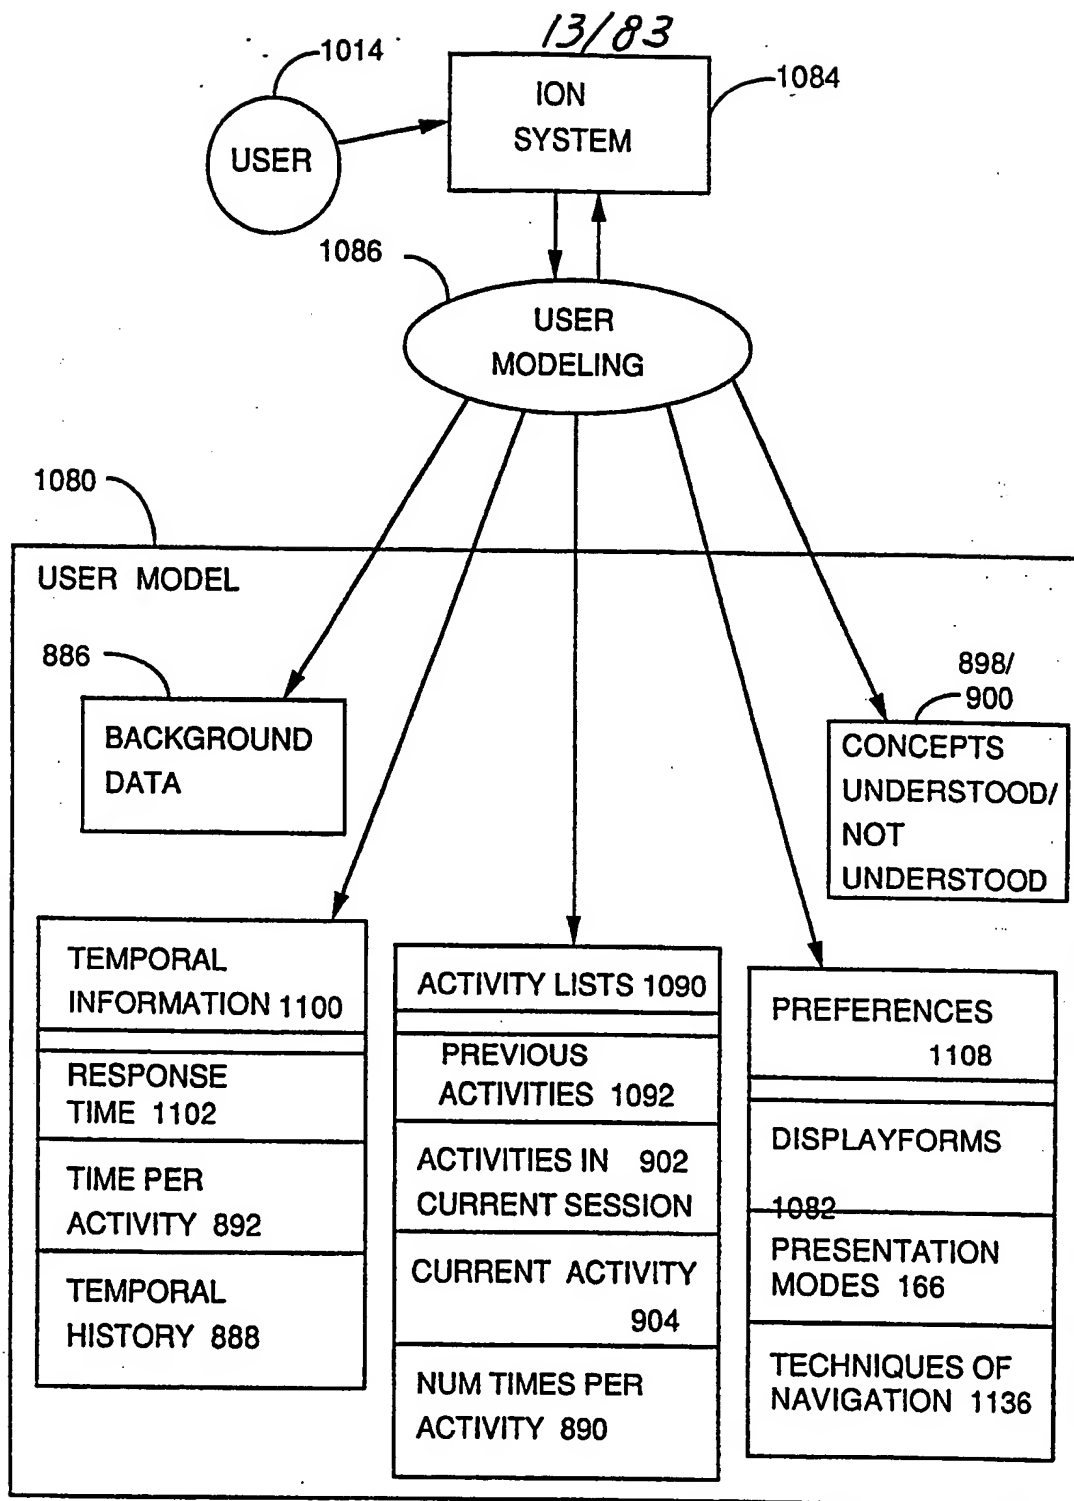 13/83
1014
ION
SYSTEM
1084
USER
1086
USER
MODELING
1080
USER MODEL
886
BACKGROUND
DATA
898/
900
CONCEPTS
UNDERSTOOD/
NOT
UNDERSTOOD
TEMPORAL
INFORMATION 1100
RESPONSE
TIME 1102
TIME PER
ACTIVITY 892
TEMPORAL
HISTORY 888
ACTIVITY LISTS 1090
PREVIOUS
ACTIVITIES 1092
ACTIVITIES IN 902
CURRENT SESSION
CURRENT ACTIVITY
904
NUM TIMES PER
ACTIVITY 890
PREFERENCES
1108
DISPLAYFORMS
1082
PRESENTATION
MODES 166
TECHNIQUES OF
NAVIGATION 1136